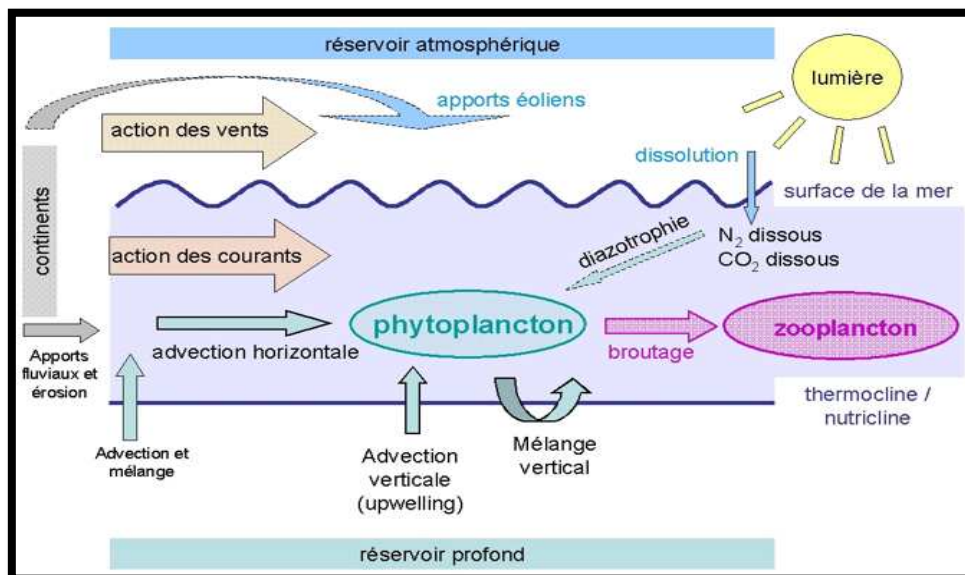 réservoir atmosphérique
lumière
apports éoliens
action des vents
dissolution
continents
surface de la mer
action des courants
diazotrophie
N₂ dissous
CO₂ dissous
phytoplancton
zooplancton
advection horizontale
broutage
Apports
fluviaux et
érosion
thermocline /
nutricline
Advection et
mélange
Advection
verticale
(upwelling)
Mélange
vertical
réservoir profond